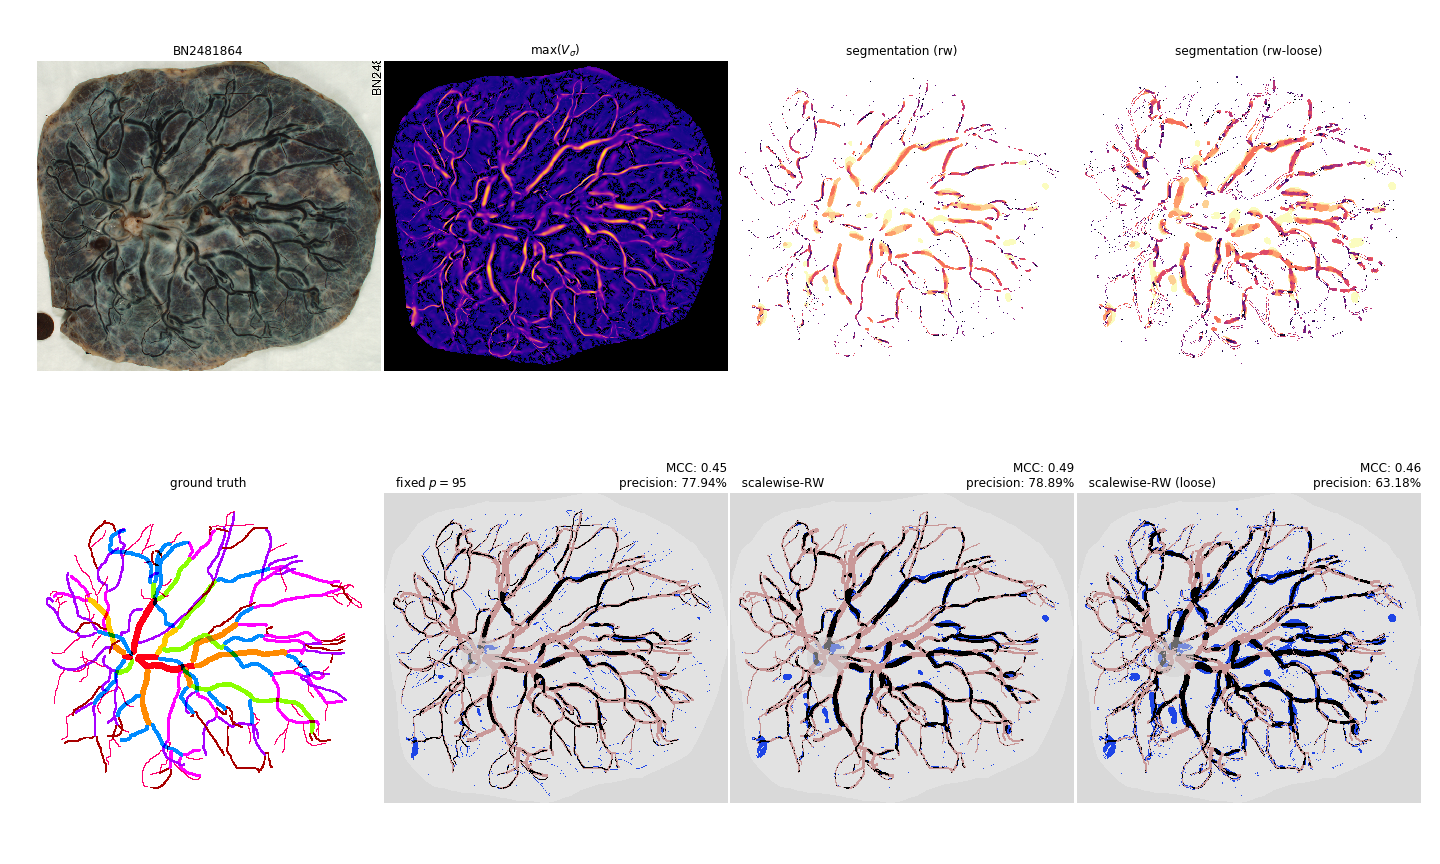 BN2481864
max(V_σ)
segmentation (rw)
segmentation (rw-loose)
BN248
ground truth
fixed p = 95
MCC: 0.45
precision: 77.94%
scalewise-RW
MCC: 0.49
precision: 78.89%
scalewise-RW (loose)
MCC: 0.46
precision: 63.18%